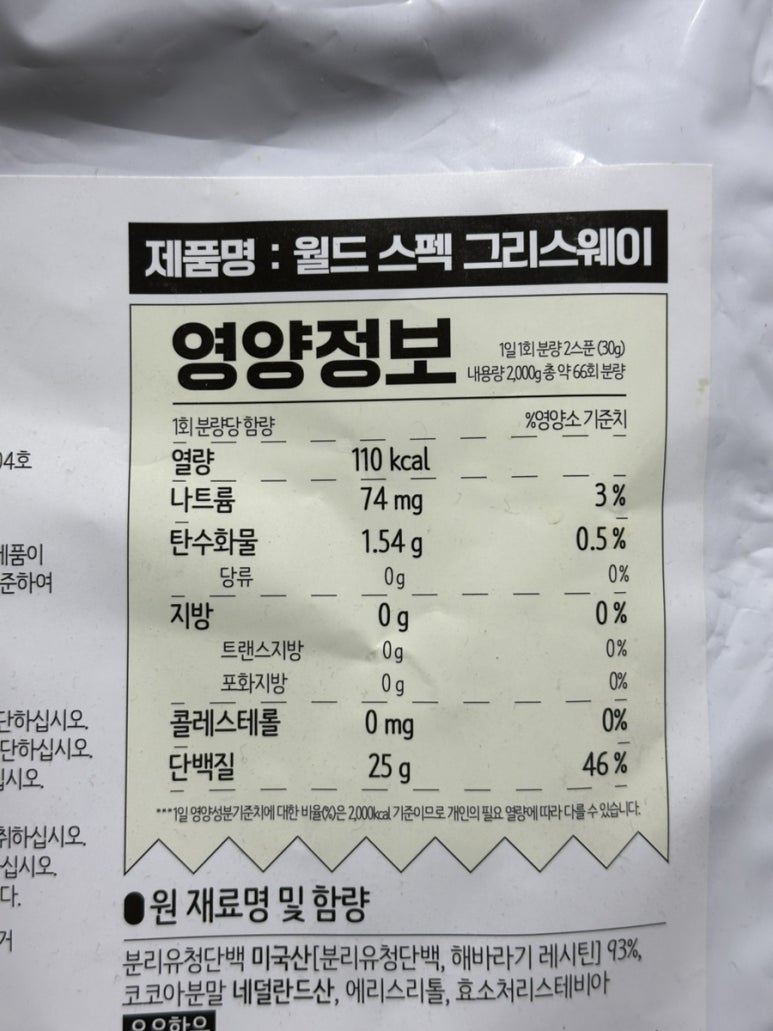 제품명 : 월드 스펙 그리스웨이
영양정보
1일 1회 분량 2스푼 (30g)
내용량 2,000g 총 약 66회 분량
1회 분량당 함량 %영양소 기준치
열량 110 kcal
나트륨 74 mg 3%
탄수화물 1.54 g 0.5%
당류 0g 0%
지방 0 g 0%
트랜스지방 0g 0%
포화지방 0g 0%
콜레스테롤 0 mg 0%
단백질 25 g 46%
***1일 영양성분기준치에 대한 비율(%)은 2,000kcal 기준이므로 개인의 필요 열량에 따라 다를 수 있습니다.
원 재료명 및 함량
분리유청단백 미국산[분리유청단백, 해바라기 레시틴] 93%,
코코아분말 네덜란드산, 에리스리톨, 효소처리스테비아
04호
제품이
준하여
단하십시오.
단하십시오.
십시오.
취하십시오.
십시오.
다.
거